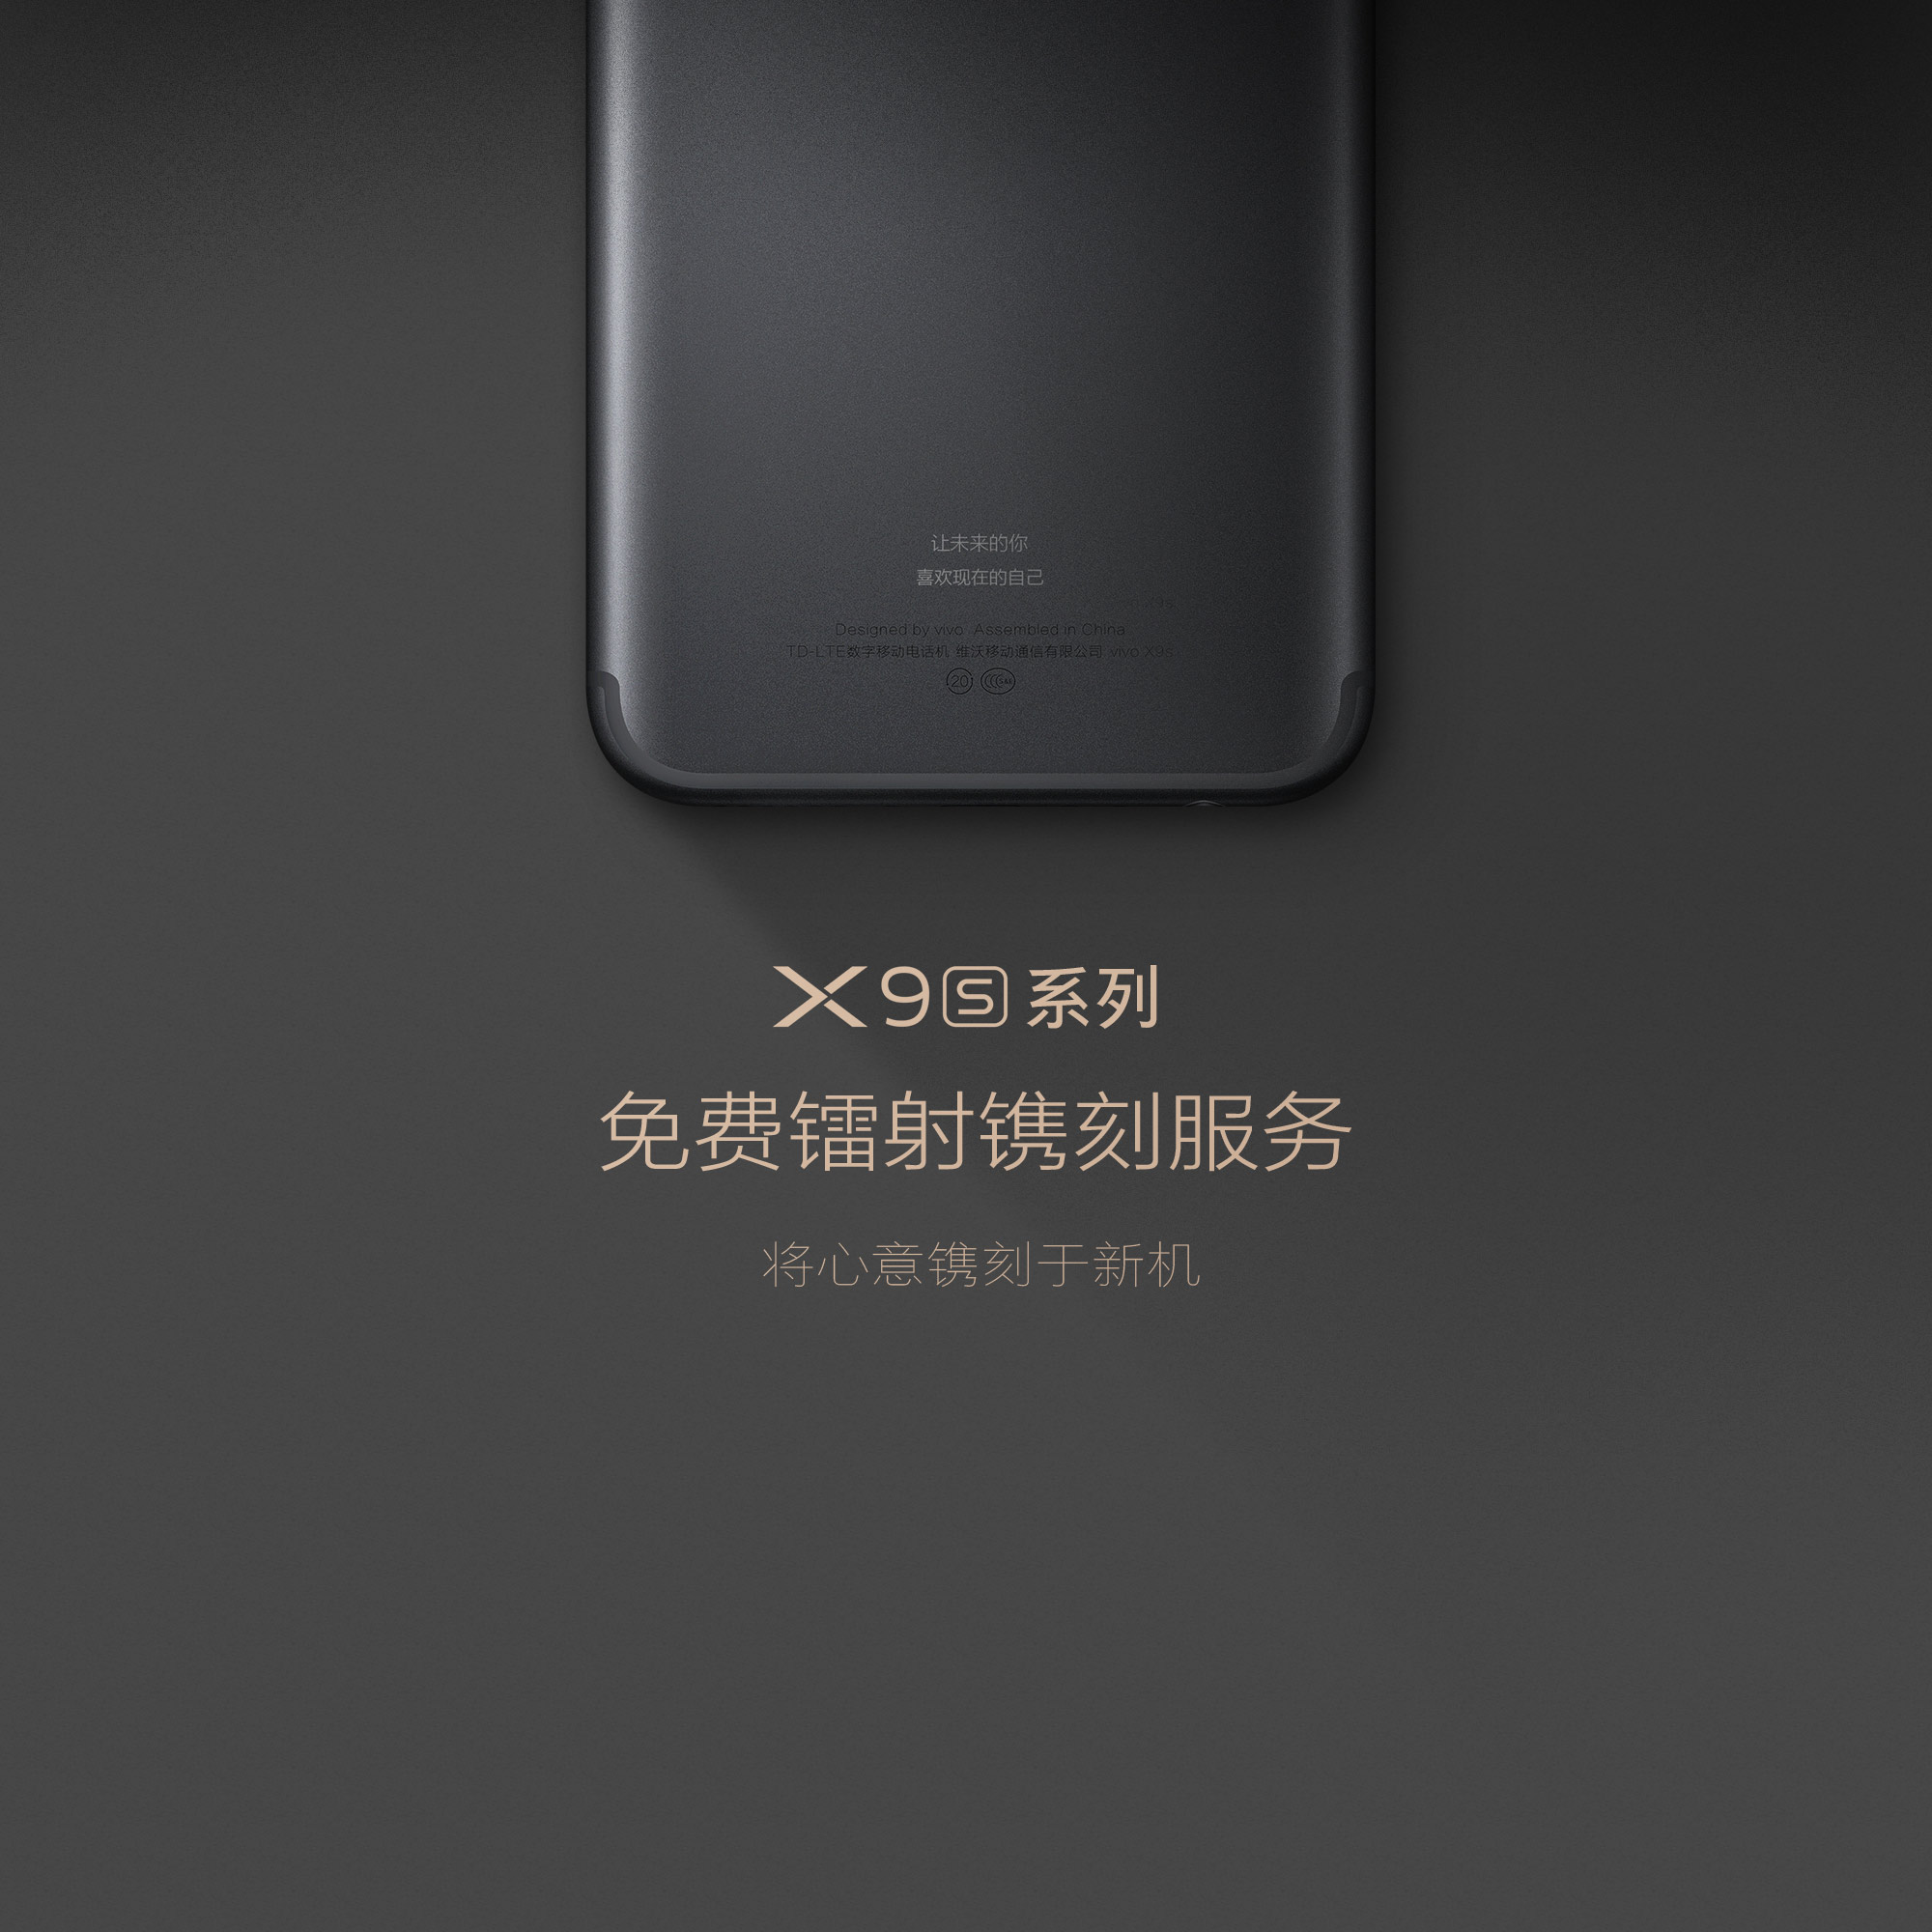 让未来的你
喜欢现在的自己
Designed by vivo Assembled in China
TD-LTE数字移动电话机 维沃移动通信有限公司 vivo X9s
20 CCC S&E
X9S 系列
免费镭射镌刻服务
将心意镌刻于新机